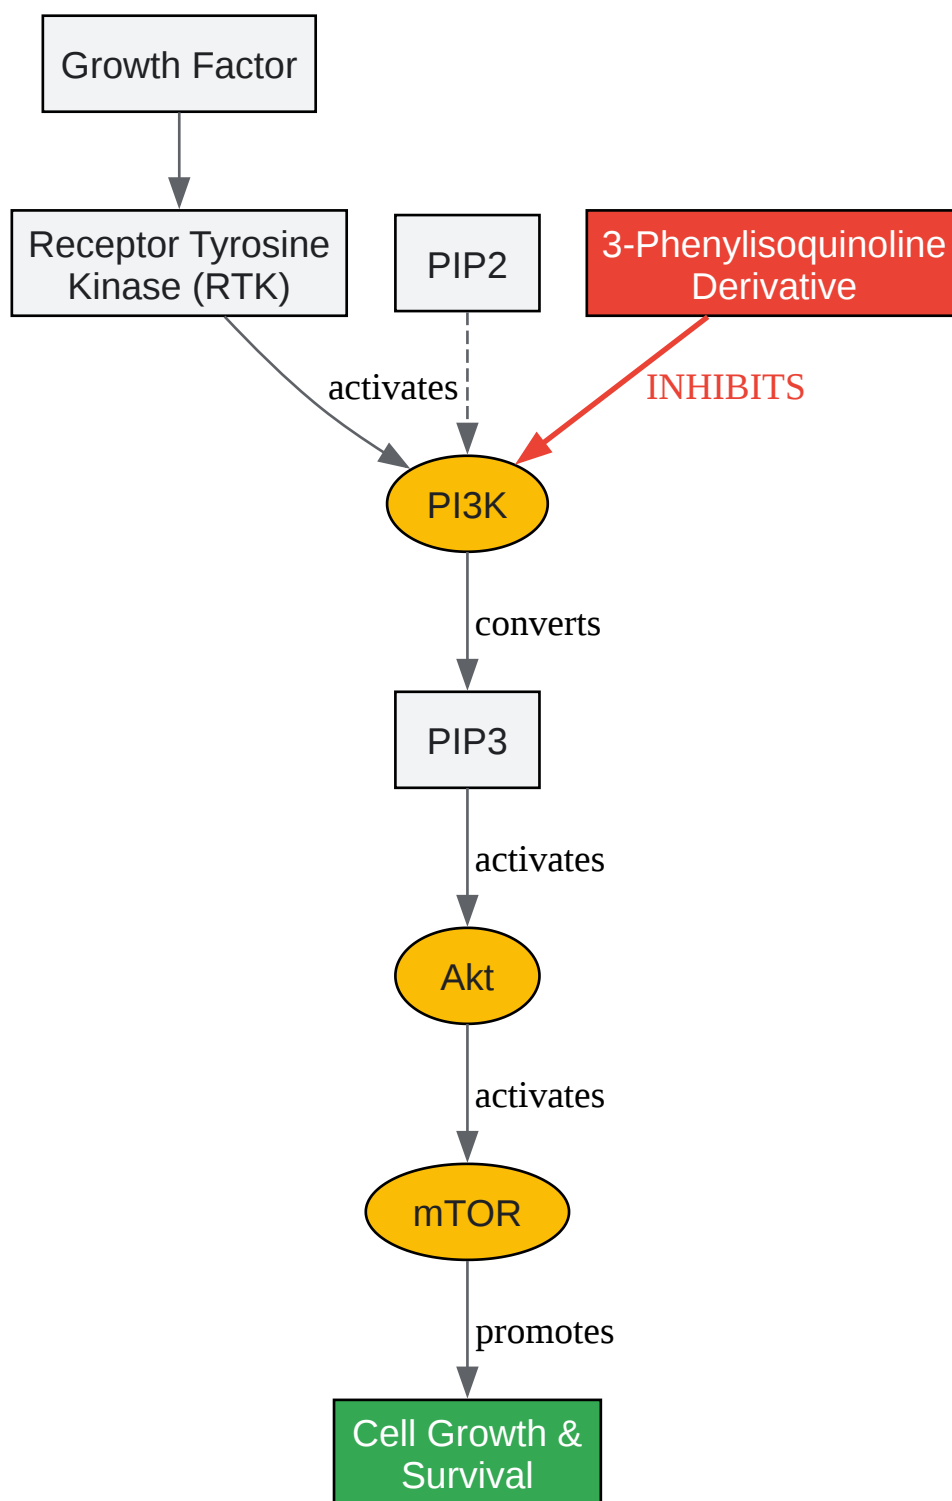 Growth Factor
Receptor Tyrosine
Kinase (RTK)
PIP2
3-Phenylisoquinoline
Derivative
activates
INHIBITS
PI3K
converts
PIP3
activates
Akt
activates
mTOR
promotes
Cell Growth &
Survival